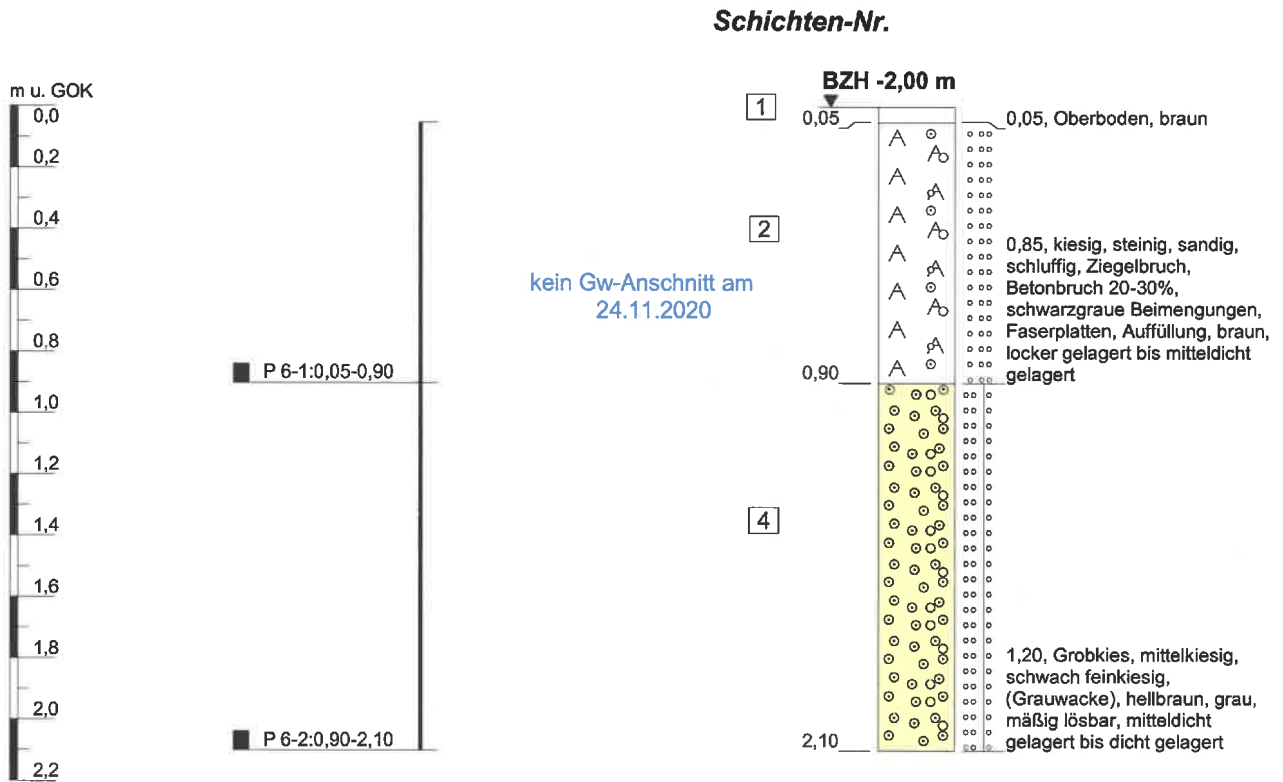 Schichten-Nr.
m u. GOK
BZH -2,00 m
0,0
0,2
0,4
0,6
0,8
1,0
1,2
1,4
1,6
1,8
2,0
2,2
P 6-1:0,05-0,90
P 6-2:0,90-2,10
kein Gw-Anschnitt am
24.11.2020
1
2
4
0,05
0,90
2,10
0,05, Oberboden, braun
0,85, kiesig, steinig, sandig,
schluffig, Ziegelbruch,
Betonbruch 20-30%,
schwarzgraue Beimengungen,
Faserplatten, Auffüllung, braun,
locker gelagert bis mitteldicht
gelagert
1,20, Grobkies, mittelkiesig,
schwach feinkiesig,
(Grauwacke), hellbraun, grau,
mäßig lösbar, mitteldicht
gelagert bis dicht gelagert